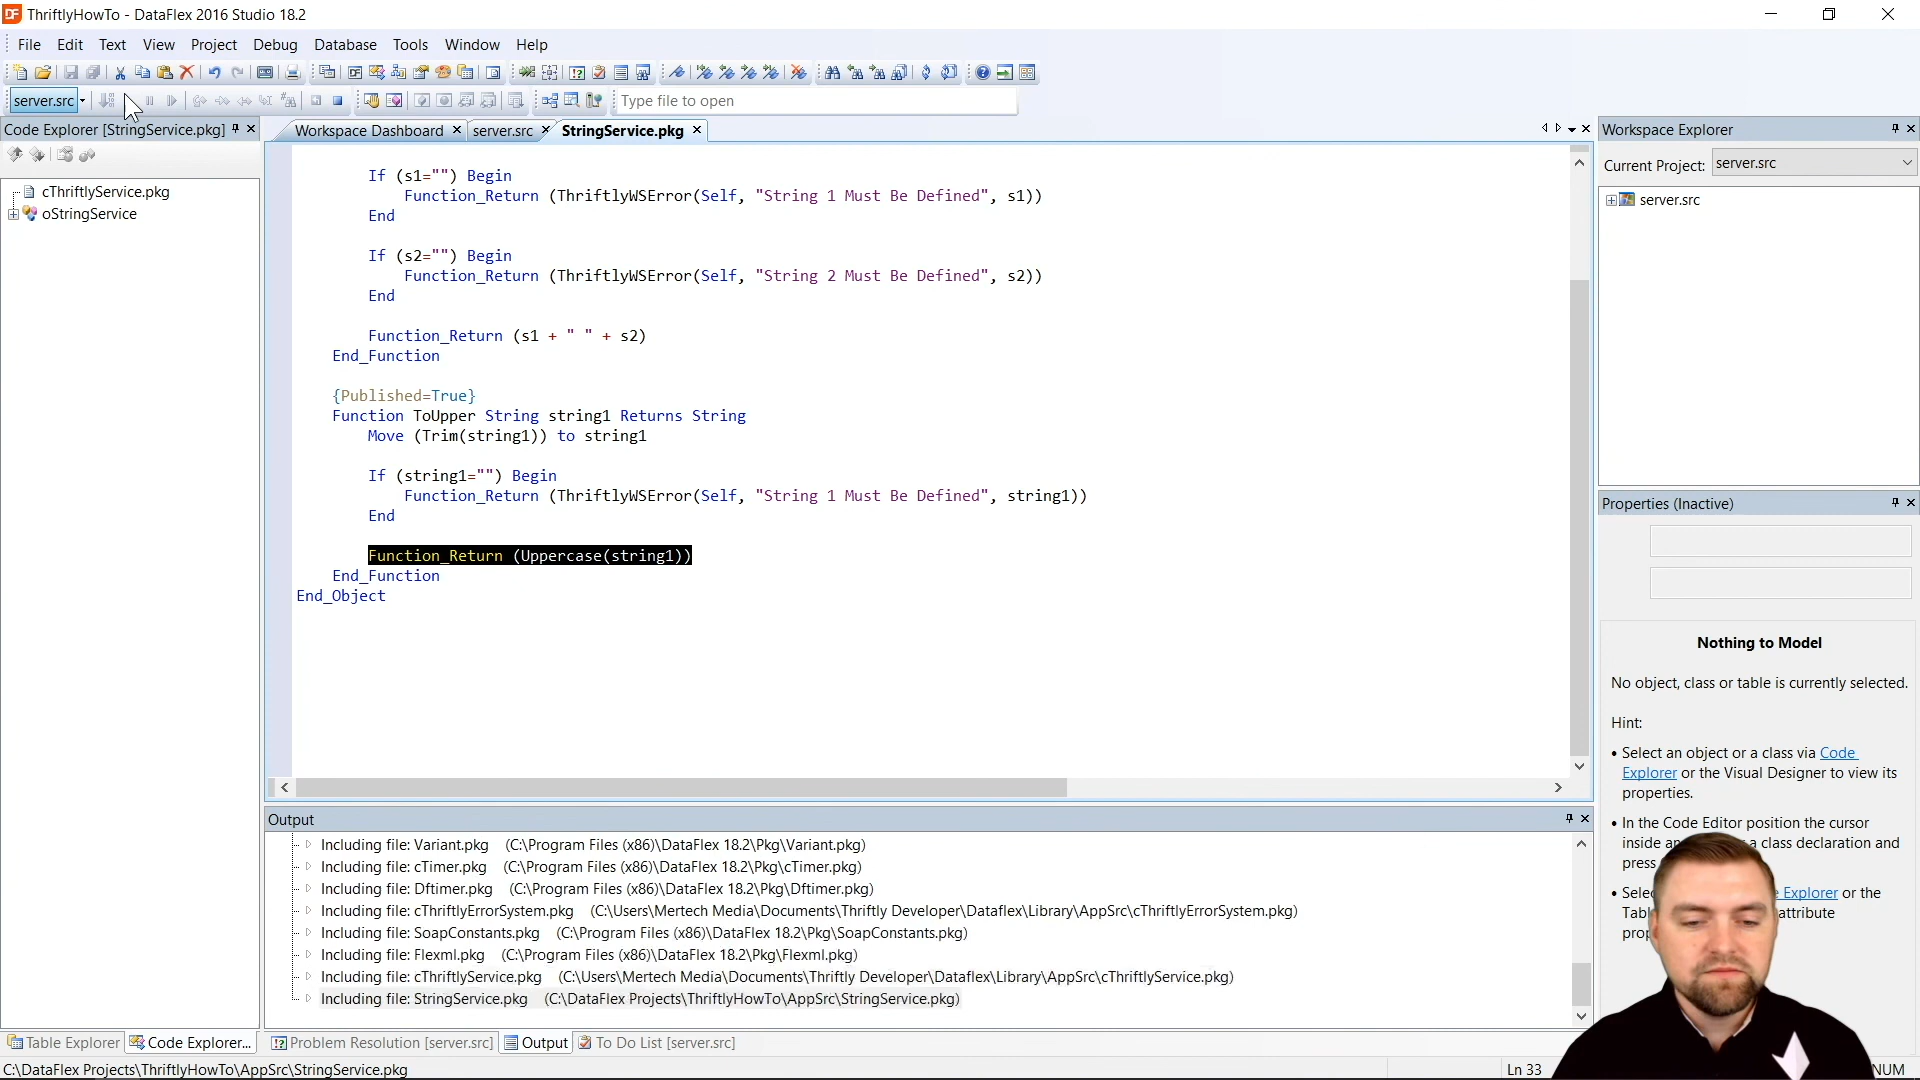 ThriftlyHowTo - DataFlex 2016 Studio 18.2
File Edit Text View Project Debug Database Tools Window Help
server.src Type file to open
Code Explorer [StringService.pkg]
cThriftlyService.pkg
oStringService
Workspace Dashboard server.src StringService.pkg
If (s1="") Begin
Function_Return (ThriftlyWSError(Self, "String 1 Must Be Defined", s1))
End
If (s2="") Begin
Function_Return (ThriftlyWSError(Self, "String 2 Must Be Defined", s2))
End
Function_Return (s1 + " " + s2)
End_Function
{Published=True}
Function ToUpper String string1 Returns String
Move (Trim(string1)) to string1
If (string1="") Begin
Function_Return (ThriftlyWSError(Self, "String 1 Must Be Defined", string1))
End
Function_Return (Uppercase(string1))
End_Function
End_Object
Workspace Explorer
Current Project: server.src
server.src
Properties (Inactive)
Nothing to Model
No object, class or table is currently selected.
Hint:
• Select an object or a class via Code
Explorer or the Visual Designer to view its
properties.
• In the Code Editor position the cursor
inside a class declaration and
press
• Explorer or the
attribute
Output
Including file: Variant.pkg (C:\Program Files (x86)\DataFlex 18.2\Pkg\Variant.pkg)
Including file: cTimer.pkg (C:\Program Files (x86)\DataFlex 18.2\Pkg\cTimer.pkg)
Including file: Dftimer.pkg (C:\Program Files (x86)\DataFlex 18.2\Pkg\Dftimer.pkg)
Including file: cThriftlyErrorSystem.pkg (C:\Users\Mertech Media\Documents\Thriftly Developer\Dataflex\Library\AppSrc\cThriftlyErrorSystem.pkg)
Including file: SoapConstants.pkg (C:\Program Files (x86)\DataFlex 18.2\Pkg\SoapConstants.pkg)
Including file: Flexml.pkg (C:\Program Files (x86)\DataFlex 18.2\Pkg\Flexml.pkg)
Including file: cThriftlyService.pkg (C:\Users\Mertech Media\Documents\Thriftly Developer\Dataflex\Library\AppSrc\cThriftlyService.pkg)
Including file: StringService.pkg (C:\DataFlex Projects\ThriftlyHowTo\AppSrc\StringService.pkg)
Table Explorer Code Explorer... Problem Resolution [server.src] Output To Do List [server.src]
C:\DataFlex Projects\ThriftlyHowTo\AppSrc\StringService.pkg Ln 33 NUM